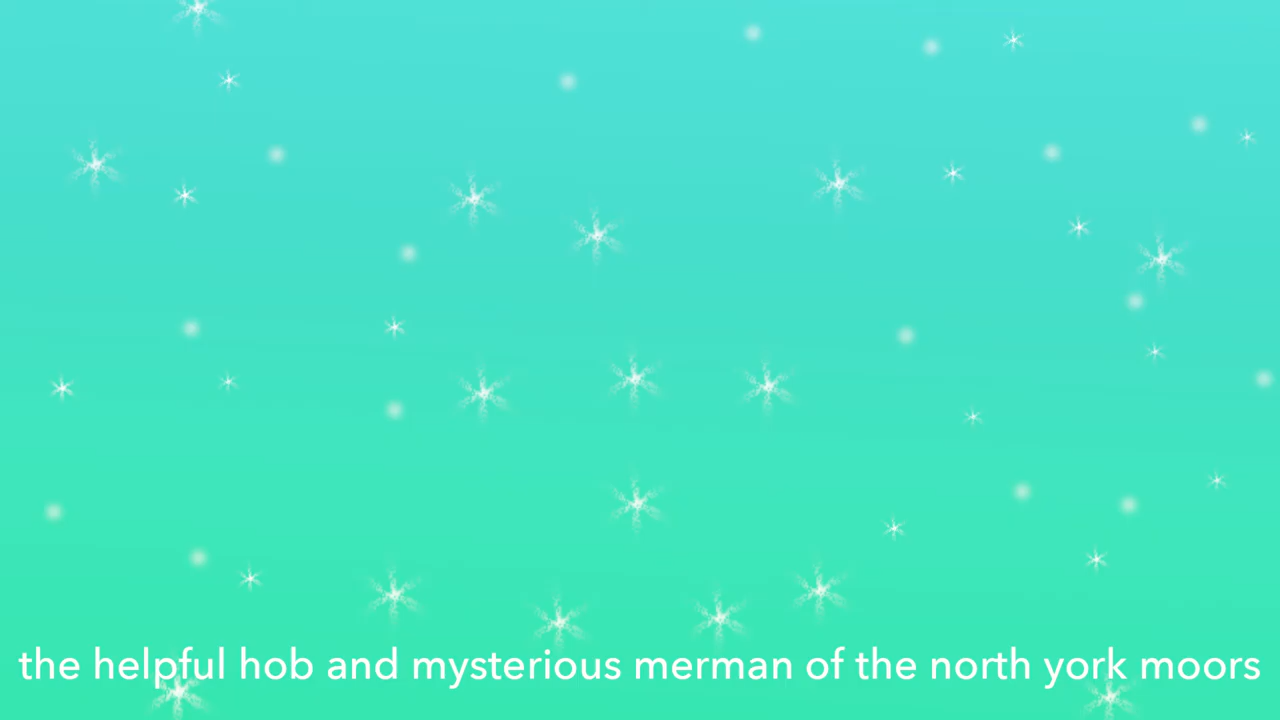 the helpful hob and mysterious merman of the north york moors